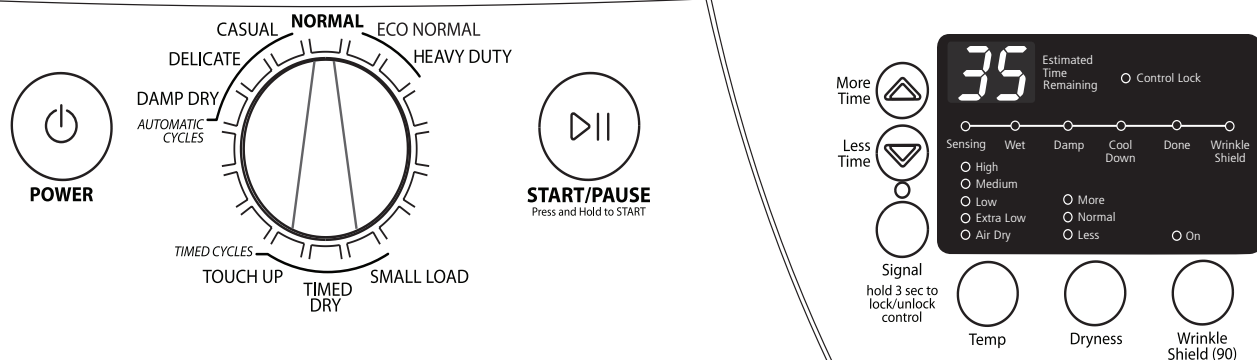 POWER
CASUAL
NORMAL
ECO NORMAL
DELICATE
HEAVY DUTY
DAMP DRY
AUTOMATIC
CYCLES
TIMED CYCLES
TOUCH UP
TIMED
DRY
SMALL LOAD
START/PAUSE
Press and Hold to START
More
Time
Less
Time
Signal
hold 3 sec to
lock/unlock
control
35
Estimated
Time
Remaining
Control Lock
Sensing
Wet
Damp
Cool
Down
Done
Wrinkle
Shield
High
Medium
Low
Extra Low
Air Dry
More
Normal
Less
On
Temp
Dryness
Wrinkle
Shield (90)